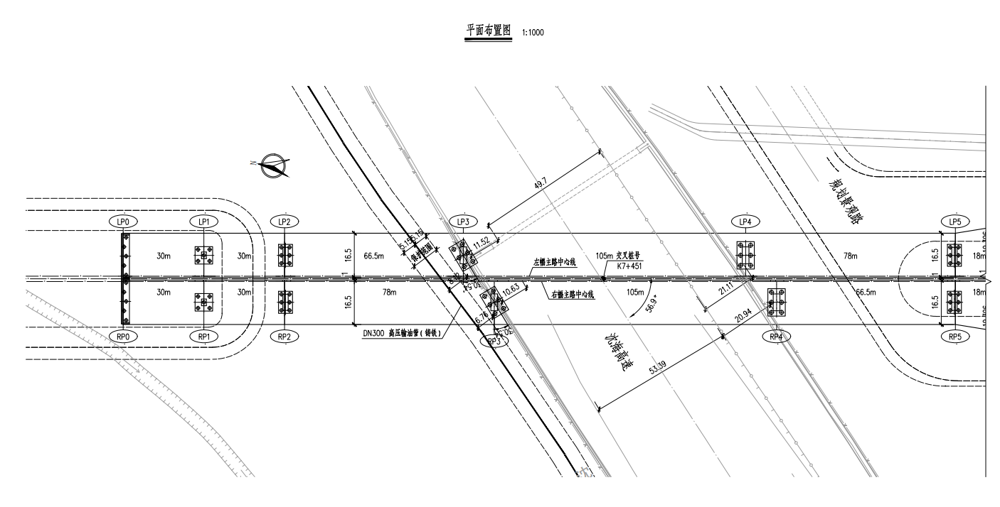 平面布置图 1:1000
N
49.7
规划景观路
LP0
LP1
LP2
LP3
LP4
LP5
5.15
5.15
保护范围
11.52
30m
30m
16.5
66.5m
左幅主路中心线
105m
交叉桩号
K7+451
78m
16.5
18m
1
1
1
30m
30m
16.5
78m
10.63
右幅主路中心线
105m
56.9°
21.11
66.5m
16.5
18m
6.76
20.94
DN300 高压输油管(铸铁)
沈海高速
53.39
RP0
RP1
RP2
RP3
RP4
RP5
沈